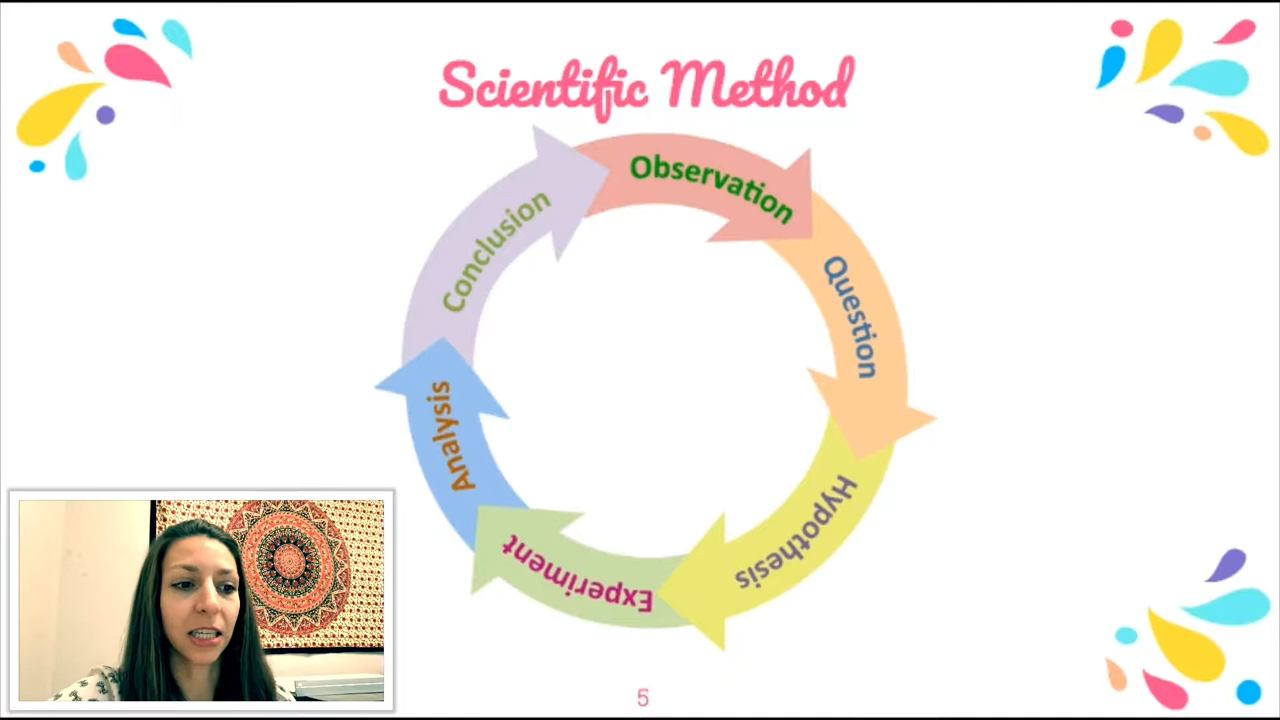 Scientific Method
Observation
Question
Hypothesis
Experiment
Analysis
Conclusion
5